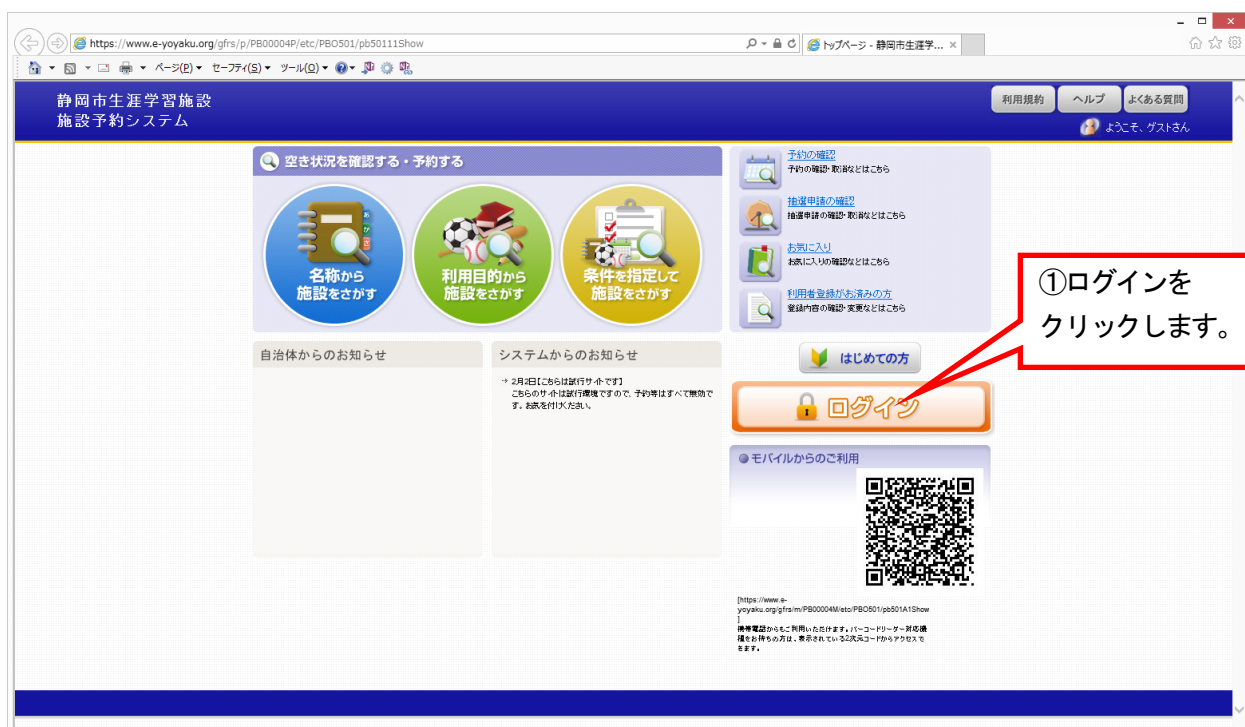 https://www.e-yoyaku.org/gfrs/p/PB00004P/etc/PBO501/pb50111Show
トップページ - 静岡市生涯学... ×
ページ(P) セーフティ(S) ツール(O)
静岡市生涯学習施設
施設予約システム
利用規約 ヘルプ よくある質問
ようこそ、ゲストさん
空き状況を確認する・予約する
あ
か
さ
名称から
施設をさがす
利用目的から
施設をさがす
条件を指定して
施設をさがす
予約の確認
予約の確認・取消などはこちら
抽選申請の確認
抽選申請の確認・取消などはこちら
お気に入り
お気に入りの確認などはこちら
利用者登録がお済みの方
登録内容の確認・変更などはこちら
①ログインを
クリックします。
はじめての方
ログイン
自治体からのお知らせ
システムからのお知らせ
→ 2月2日【こちらは試行サイトです】
こちらのサイトは試行環境ですので、予約等はすべて無効で
す。お気を付けください。
モバイルからのご利用
[https://www.e-
yoyaku.org/gfrs/m/PB00004M/etc/PBO501/pb501A1Show
]
携帯電話からもご利用いただけます。バーコードリーダー対応機
種をお持ちの方は、表示されている2次元コードからアクセスで
きます。